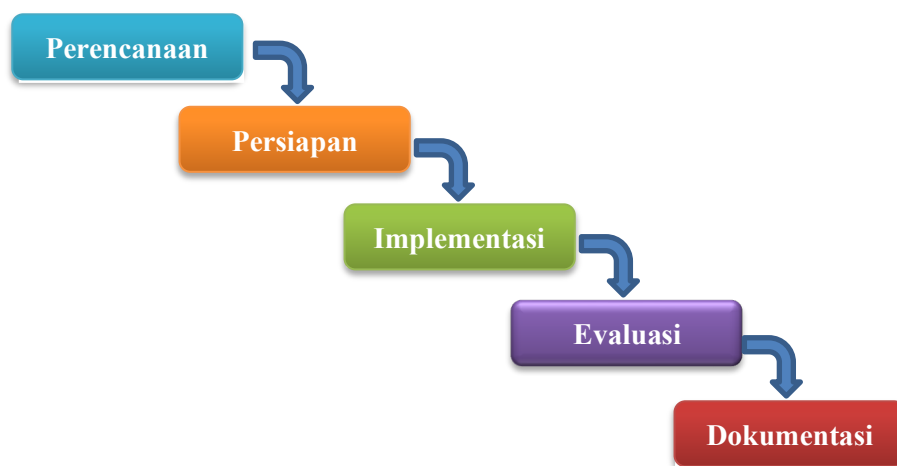 Perencanaan
Persiapan
Implementasi
Evaluasi
Dokumentasi